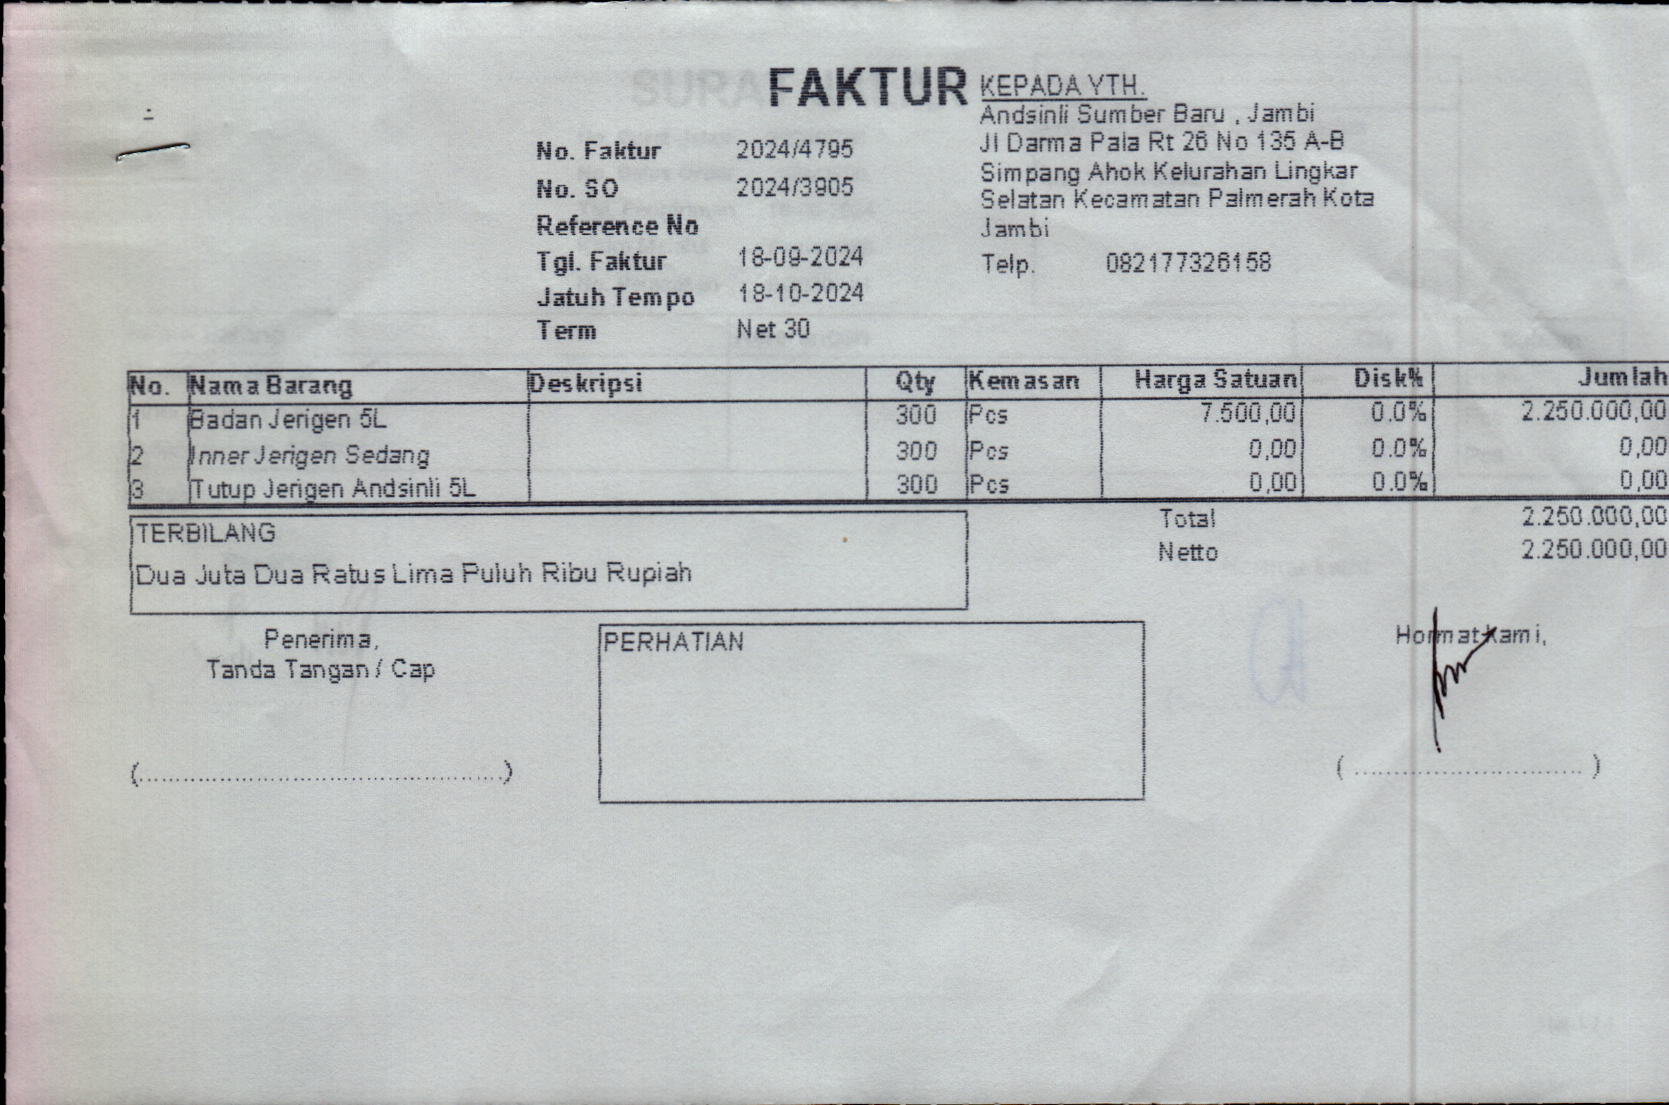 FAKTUR
No. Faktur 2024/4795
No. SO 2024/3905
Reference No
Tgl. Faktur 18-09-2024
Jatuh Tempo 18-10-2024
Term Net 30
KEPADA YTH.
Andsinli Sumber Baru , Jambi
Jl Darma Pala Rt 26 No 135 A-B
Simpang Ahok Kelurahan Lingkar
Selatan Kecamatan Palmerah Kota
Jambi
Telp. 082177326158
No. Nama Barang Deskripsi Qty Kemasan Harga Satuan Disk% Jumlah
1 Badan Jerigen 5L 300 Pcs 7.500,00 0.0% 2.250.000,00
2 Inner Jerigen Sedang 300 Pcs 0,00 0.0% 0,00
3 Tutup Jerigen Andsinli 5L 300 Pcs 0,00 0.0% 0,00
Total 2.250.000,00
Netto 2.250.000,00
TERBILANG
Dua Juta Dua Ratus Lima Puluh Ribu Rupiah
Penerima,
Tanda Tangan / Cap
(..................................................)
PERHATIAN
Hormat kami,
( ............................... )